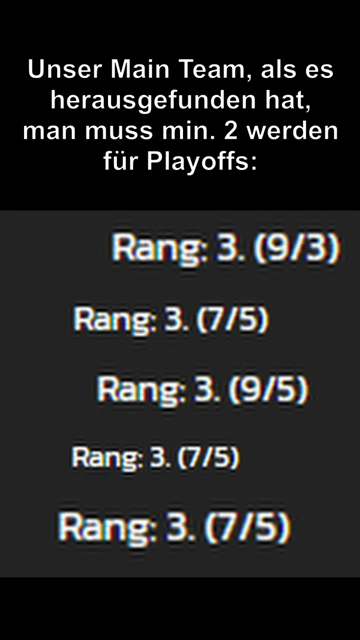 Unser Main Team, als es
herausgefunden hat,
man muss min. 2 werden
für Playoffs:
Rang: 3. (9/3)
Rang: 3. (7/5)
Rang: 3. (9/5)
Rang: 3. (7/5)
Rang: 3. (7/5)